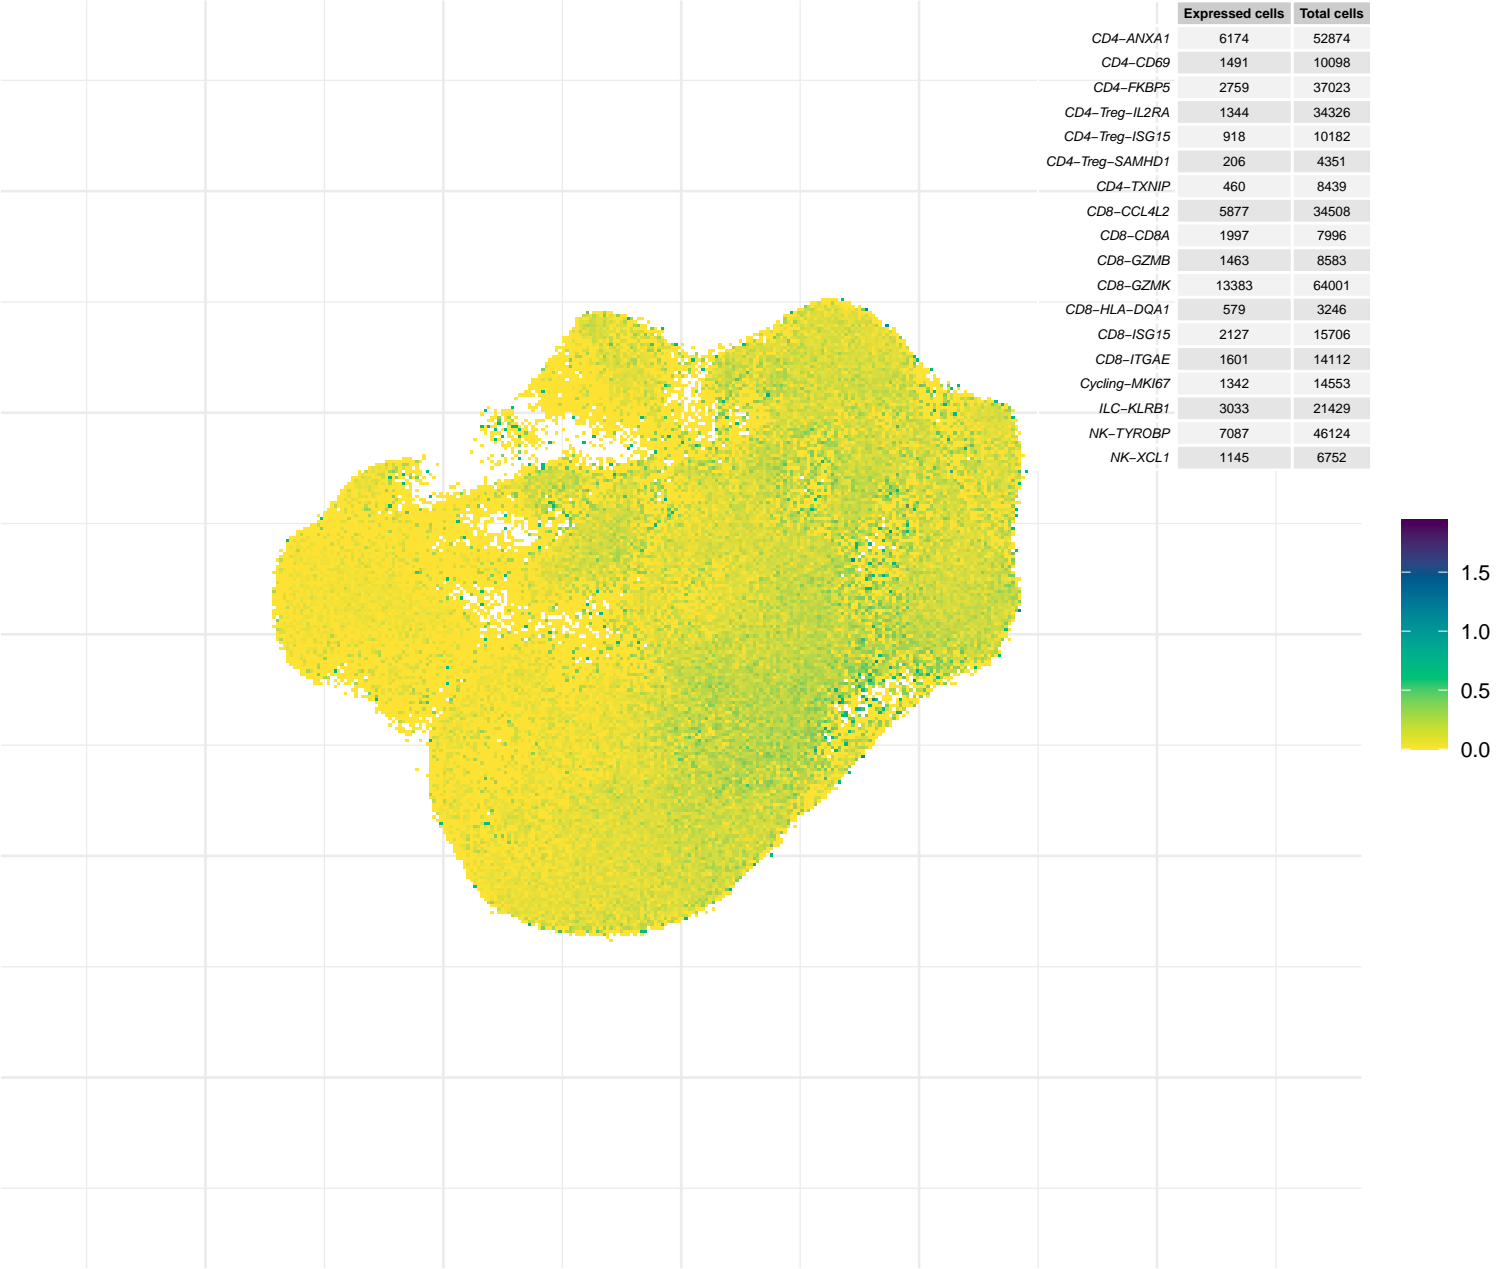 Expressed cells Total cells
CD4−ANXA1 6174 52874
CD4−CD69 1491 10098
CD4−FKBP5 2759 37023
CD4−Treg−IL2RA 1344 34326
CD4−Treg−ISG15 918 10182
CD4−Treg−SAMHD1 206 4351
CD4−TXNIP 460 8439
CD8−CCL4L2 5877 34508
CD8−CD8A 1997 7996
CD8−GZMB 1463 8583
CD8−GZMK 13383 64001
CD8−HLA−DQA1 579 3246
CD8−ISG15 2127 15706
CD8−ITGAE 1601 14112
Cycling−MKI67 1342 14553
ILC−KLRB1 3033 21429
NK−TYROBP 7087 46124
NK−XCL1 1145 6752
1.5
1.0
0.5
0.0